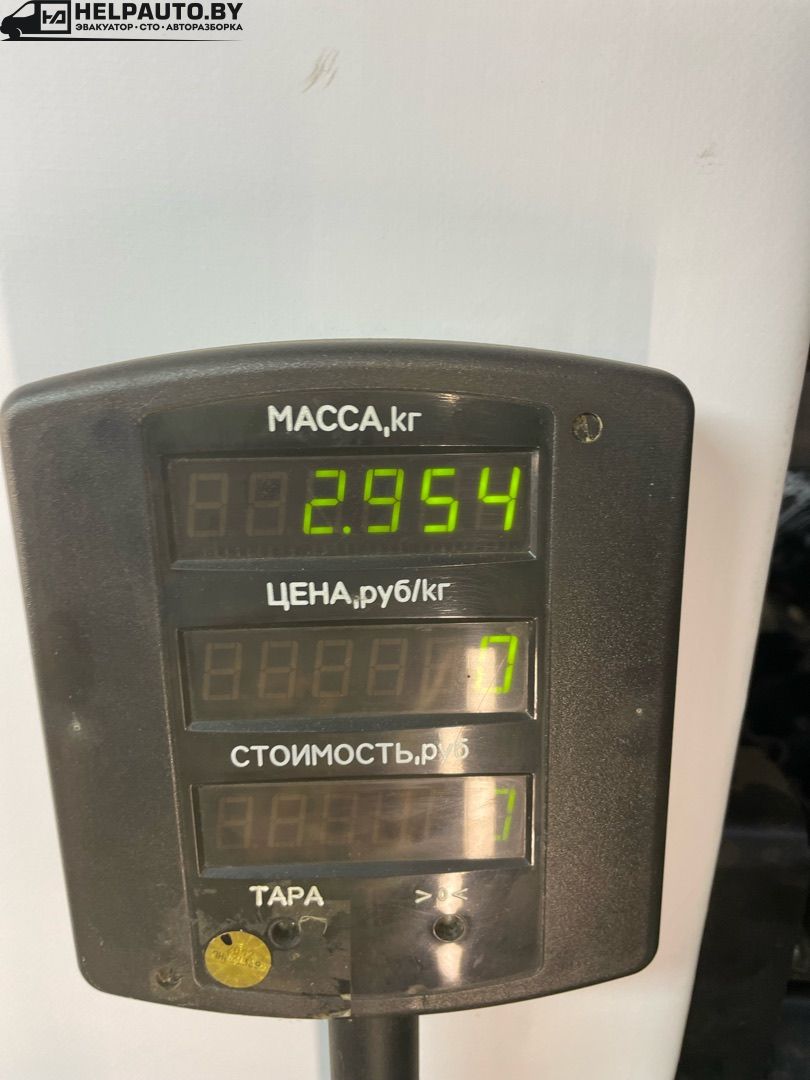 HELPAUTO.BY
ЭВАКУАТОР • СТО • АВТОРАЗБОРКА
МАССА,кг
2.954
ЦЕНА,руб/кг
0
СТОИМОСТЬ,руб
0
ТАРА >0<